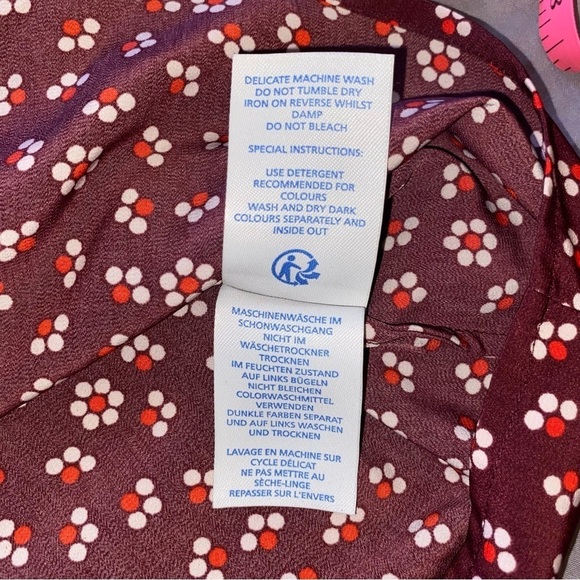 DELICATE MACHINE WASH
DO NOT TUMBLE DRY
IRON ON REVERSE WHILST
DAMP
DO NOT BLEACH
SPECIAL INSTRUCTIONS:
USE DETERGENT
RECOMMENDED FOR
COLOURS
WASH AND DRY DARK
COLOURS SEPARATELY AND
INSIDE OUT
MASCHINENWÄSCHE IM
SCHONWASCHGANG
NICHT IM
WÄSCHETROCKNER
TROCKNEN
IM FEUCHTEN ZUSTAND
AUF LINKS BÜGELN
NICHT BLEICHEN
COLORWASCHMITTEL
VERWENDEN
DUNKLE FARBEN SEPARAT
UND AUF LINKS WASCHEN
UND TROCKNEN
LAVAGE EN MACHINE SUR
CYCLE DÉLICAT
NE PAS METTRE AU
SÈCHE-LINGE
REPASSER SUR L'ENVERS